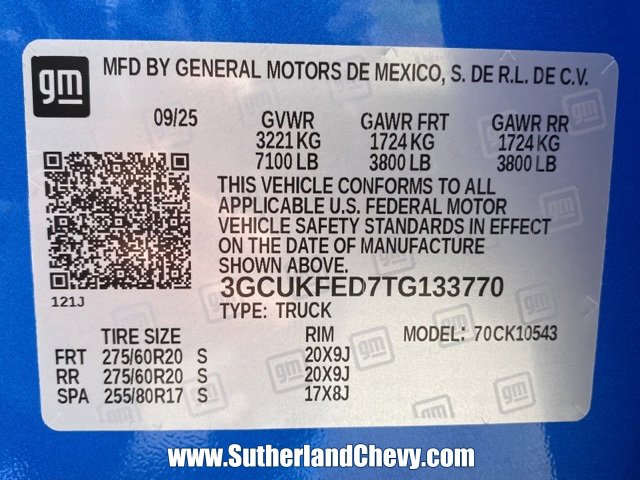 gm
MFD BY GENERAL MOTORS DE MEXICO, S. DE R.L. DE C.V.
09/25 GVWR GAWR FRT GAWR RR
3221 KG 1724 KG 1724 KG
7100 LB 3800 LB 3800 LB
THIS VEHICLE CONFORMS TO ALL
APPLICABLE U.S. FEDERAL MOTOR
VEHICLE SAFETY STANDARDS IN EFFECT
ON THE DATE OF MANUFACTURE
SHOWN ABOVE.
3GCUKFED7TG133770
121J
TYPE: TRUCK
TIRE SIZE RIM MODEL: 70CK10543
FRT 275/60R20 S 20X9J
RR 275/60R20 S 20X9J
SPA 255/80R17 S 17X8J
www.SutherlandChevy.com